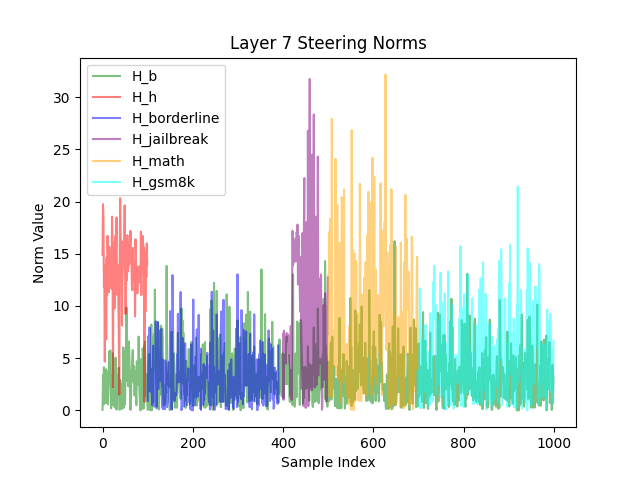 Layer 7 Steering Norms
H_b
H_h
H_borderline
H_jailbreak
H_math
H_gsm8k
Norm Value
30
25
20
15
10
5
0
0 200 400 600 800 1000
Sample Index